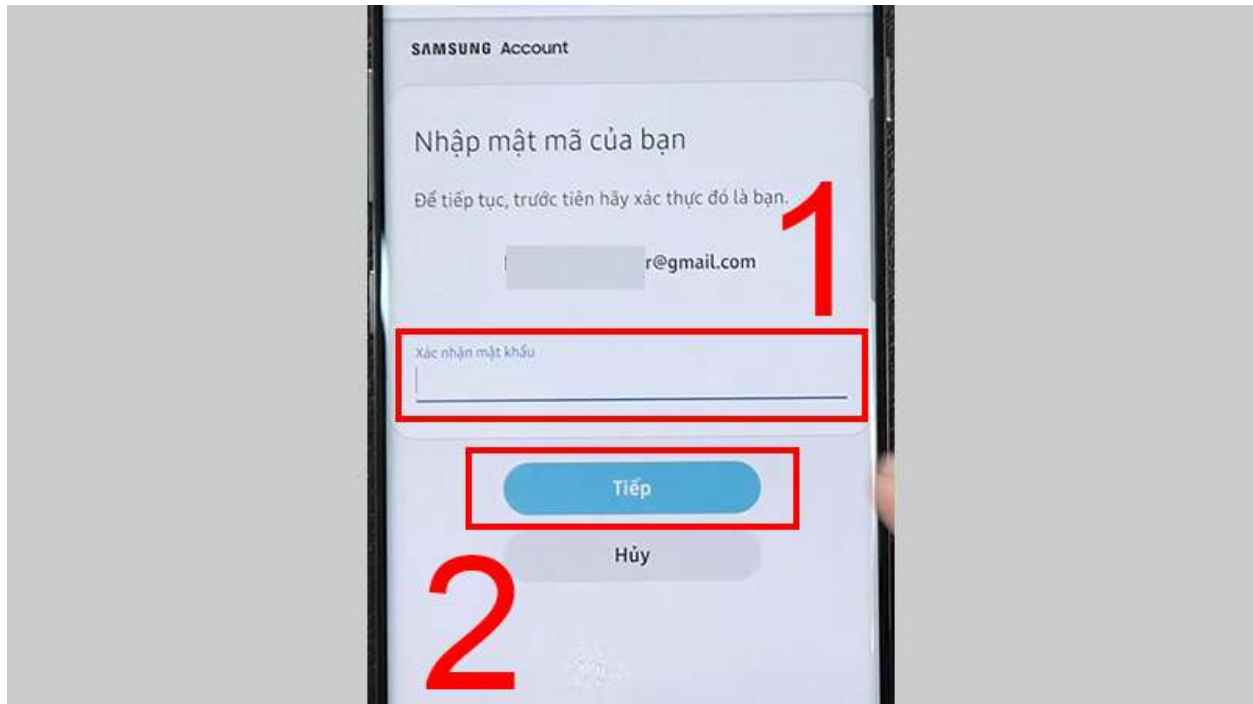 SAMSUNG Account
Nhập mật mã của bạn
Để tiếp tục, trước tiên hãy xác thực đó là bạn.
r@gmail.com
1
Xác nhận mật khẩu
Tiếp
Hủy
2